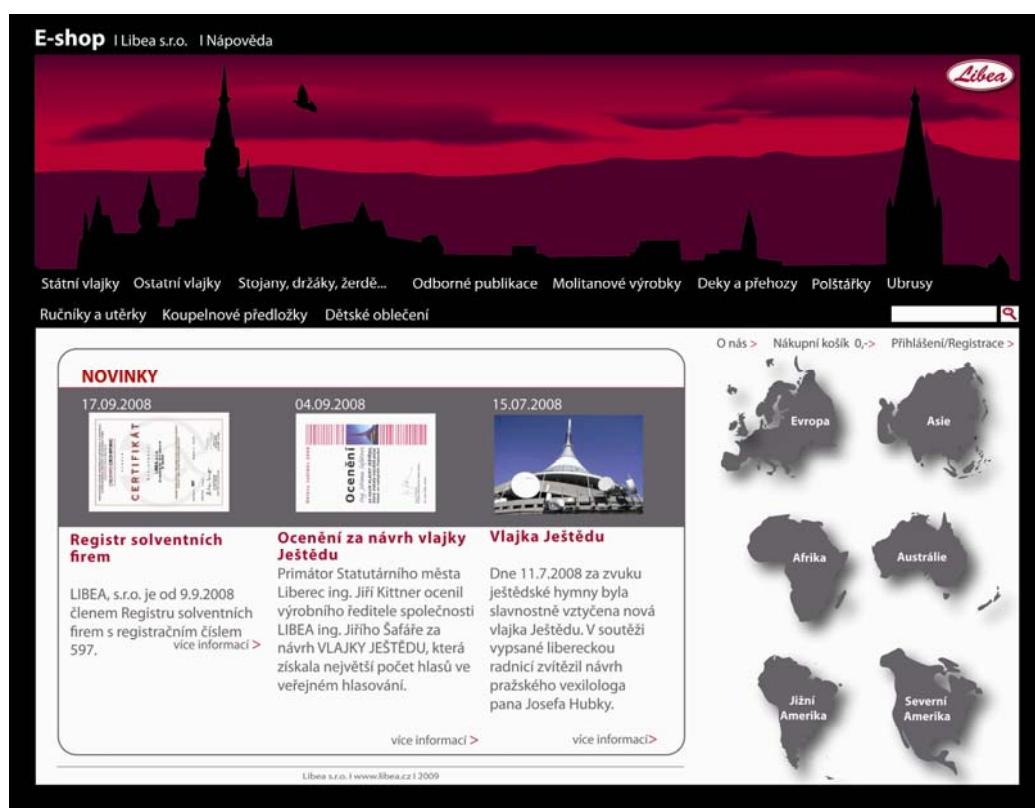 E-shop I Libea s.r.o. I Nápověda
Libea
Státní vlajky Ostatní vlajky Stojany, držáky, žerdě... Odborné publikace Molitanové výrobky Deky a přehozy Polštářky Ubrusy
Ručníky a utěrky Koupelnové předložky Dětské oblečení
O nás > Nákupní košík 0,-> Přihlášení/Registrace >
NOVINKY
17.09.2008
CERTIFIKÁT
Registr solventních
firem
LIBEA, s.r.o. je od 9.9.2008
členem Registru solventních
firem s registračním číslem
597.
více informací >
04.09.2008
Ocenění
Ocenění za návrh vlajky
Ještědu
Primátor Statutárního města
Liberec ing. Jiří Kittner ocenil
výrobního ředitele společnosti
LIBEA ing. Jiřího Šafáře za
návrh VLAJKY JEŠTĚDU, která
získala největší počet hlasů ve
veřejném hlasování.
více informací >
15.07.2008
Vlajka Ještědu
Dne 11.7.2008 za zvuku
ještědské hymny byla
slavnostně vztyčena nová
vlajka Ještědu. V soutěži
vypsané libereckou
radnicí zvítězil návrh
pražského vexilologa
pana Josefa Hubky.
více informací>
Evropa
Asie
Afrika
Austrálie
Jižní
Amerika
Severní
Amerika
Libea s.r.o. I www.libea.cz I 2009